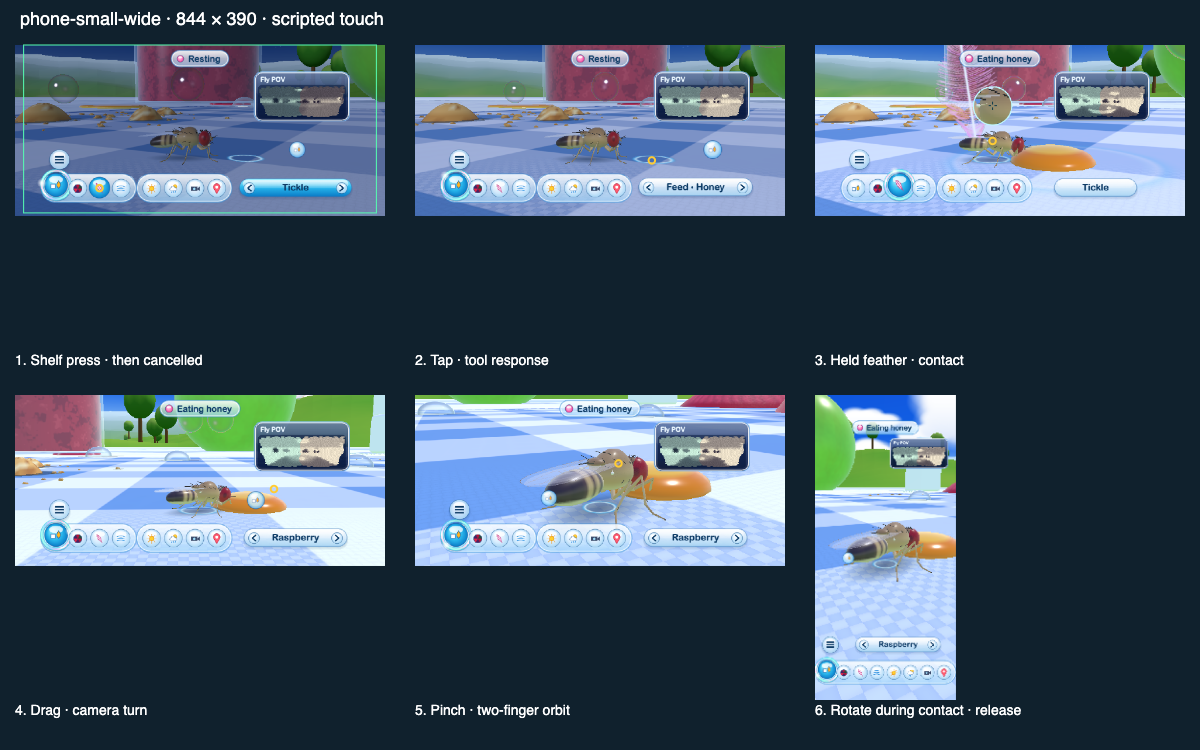 phone-small-wide · 844 × 390 · scripted touch
Resting
Fly POV
Tickle
Resting
Fly POV
Feed · Honey
Eating honey
Fly POV
Tickle
1. Shelf press · then cancelled
2. Tap · tool response
3. Held feather · contact
Eating honey
Fly POV
Raspberry
Eating honey
Fly POV
Raspberry
Eating honey
Fly POV
Raspberry
4. Drag · camera turn
5. Pinch · two-finger orbit
6. Rotate during contact · release